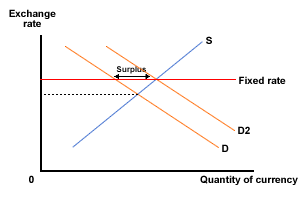 Exchange
rate
S
Surplus
Fixed rate
D2
D
0
Quantity of currency